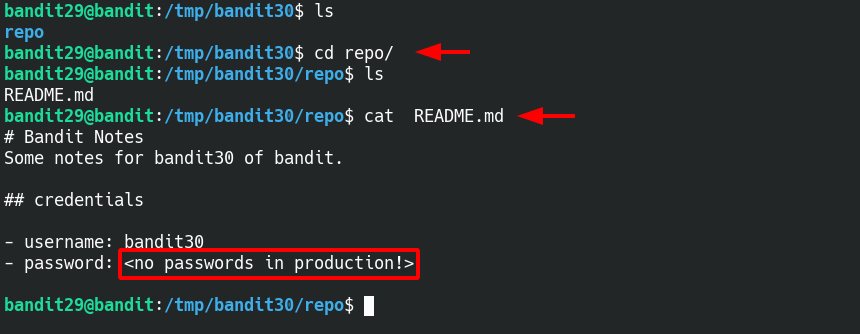 bandit29@bandit:/tmp/bandit30$ ls
repo
bandit29@bandit:/tmp/bandit30$ cd repo/
bandit29@bandit:/tmp/bandit30/repo$ ls
README.md
bandit29@bandit:/tmp/bandit30/repo$ cat  README.md
# Bandit Notes
Some notes for bandit30 of bandit.

## credentials

- username: bandit30
- password: <no passwords in production!>

bandit29@bandit:/tmp/bandit30/repo$